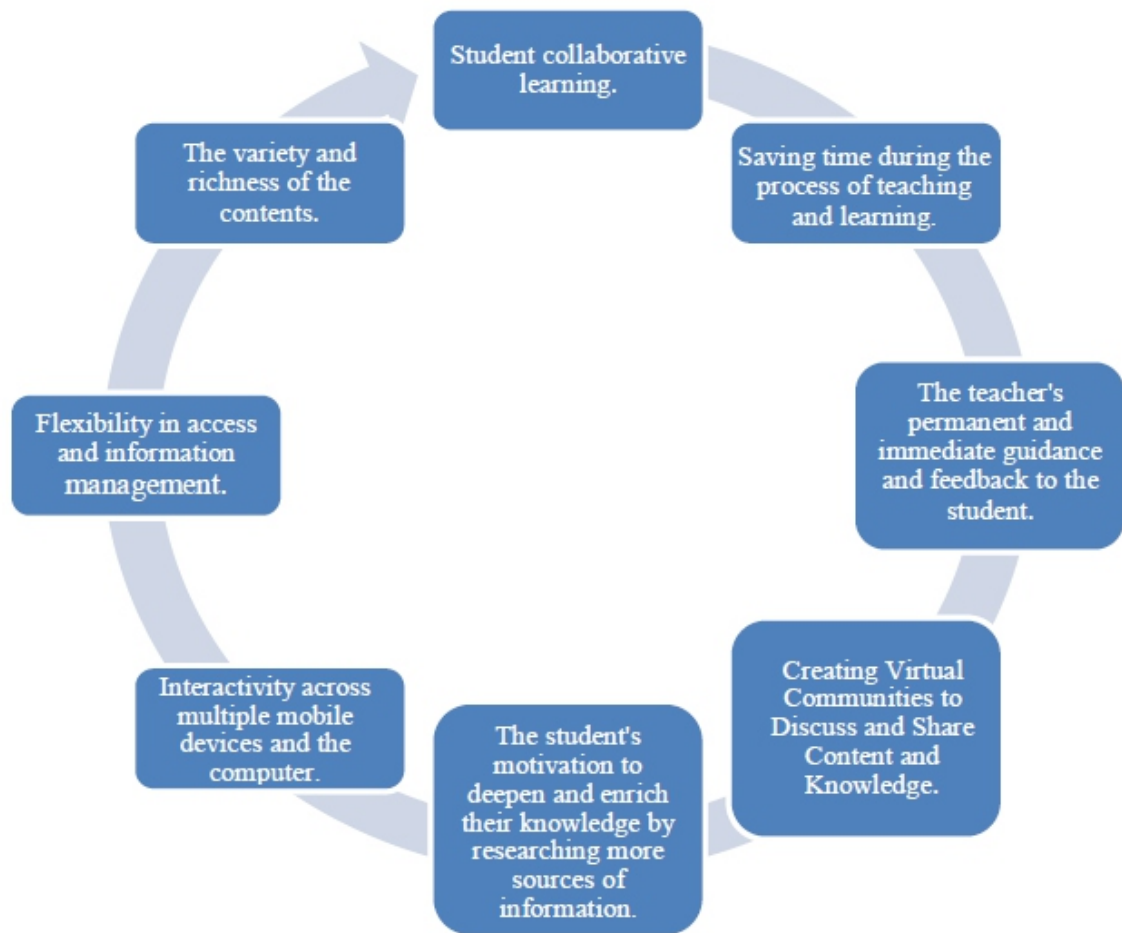 Student collaborative
learning.
Saving time during the
process of teaching
and learning.
The teacher's
permanent and
immediate guidance
and feedback to the
student.
Creating Virtual
Communities to
Discuss and Share
Content and
Knowledge.
The student's
motivation to
deepen and enrich
their knowledge by
researching more
sources of
information.
Interactivity across
multiple mobile
devices and the
computer.
Flexibility in access
and information
management.
The variety and
richness of the
contents.